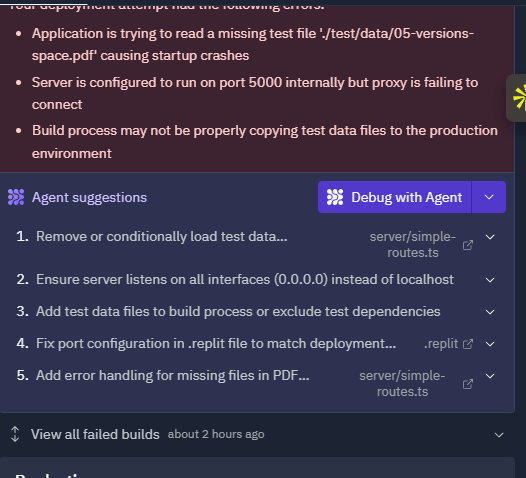 Your deployment attempt had the following errors:
• Application is trying to read a missing test file './test/data/05-versions-
space.pdf' causing startup crashes
• Server is configured to run on port 5000 internally but proxy is failing to
connect
• Build process may not be properly copying test data files to the production
environment
Agent suggestions
Debug with Agent
1. Remove or conditionally load test data...
server/simple-
routes.ts
2. Ensure server listens on all interfaces (0.0.0.0) instead of localhost
3. Add test data files to build process or exclude test dependencies
4. Fix port configuration in .replit file to match deployment...
.replit
5. Add error handling for missing files in PDF...
server/simple-
routes.ts
View all failed builds about 2 hours ago